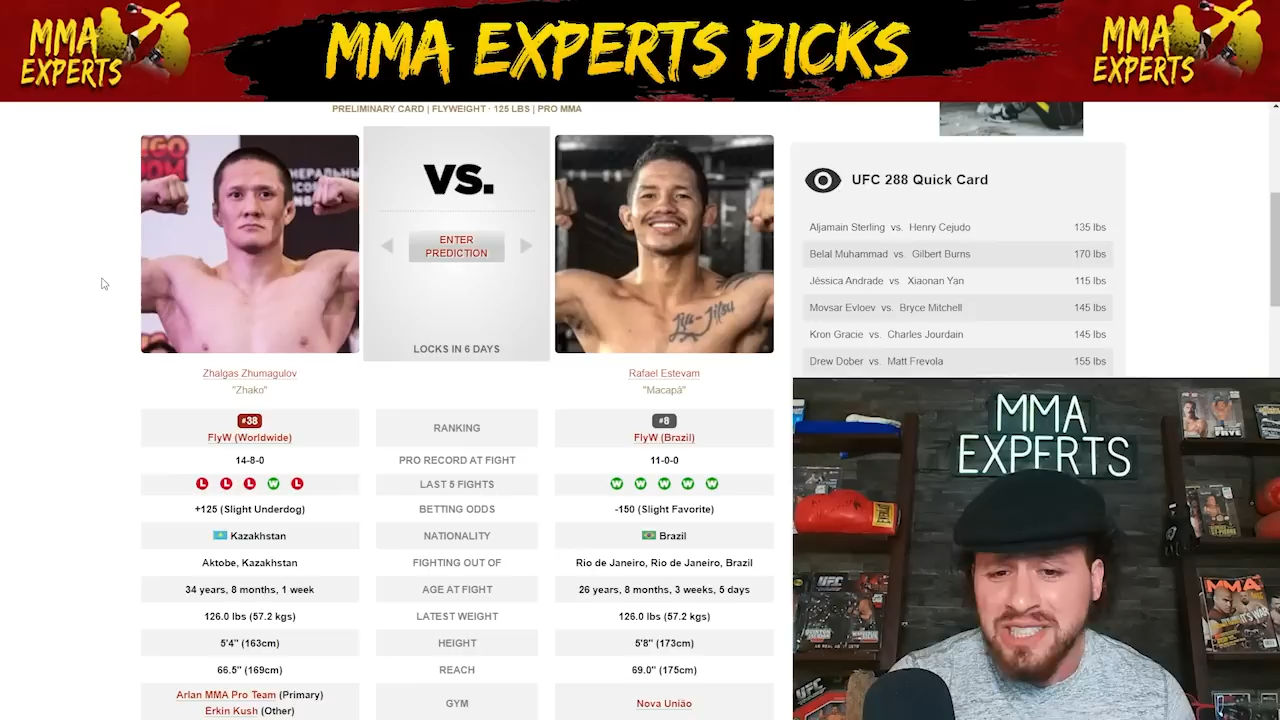 MMA EXPERTS
MMA EXPERTS PICKS
MMA EXPERTS
PRELIMINARY CARD | FLYWEIGHT · 125 LBS | PRO MMA
VS.
ENTER
PREDICTION
LOCKS IN 6 DAYS
Jiu-Jitsu
Zhalgas Zhumagulov
"Zhako"
Rafael Estevam
"Macapá"
#38
FlyW (Worldwide)
RANKING
#8
FlyW (Brazil)
14-8-0
PRO RECORD AT FIGHT
11-0-0
L L L W L
LAST 5 FIGHTS
W W W W W
+125 (Slight Underdog)
BETTING ODDS
-150 (Slight Favorite)
Kazakhstan
NATIONALITY
Brazil
Aktobe, Kazakhstan
FIGHTING OUT OF
Rio de Janeiro, Rio de Janeiro, Brazil
34 years, 8 months, 1 week
AGE AT FIGHT
26 years, 8 months, 3 weeks, 5 days
126.0 lbs (57.2 kgs)
LATEST WEIGHT
126.0 lbs (57.2 kgs)
5'4" (163cm)
HEIGHT
5'8" (173cm)
66.5" (169cm)
REACH
69.0" (175cm)
Arlan MMA Pro Team (Primary)
Erkin Kush (Other)
GYM
Nova União
UFC 288 Quick Card
Aljamain Sterling vs. Henry Cejudo 135 lbs
Belal Muhammad vs. Gilbert Burns 170 lbs
Jéssica Andrade vs. Xiaonan Yan 115 lbs
Movsar Evloev vs. Bryce Mitchell 145 lbs
Kron Gracie vs. Charles Jourdain 145 lbs
Drew Dober vs. Matt Frevola 155 lbs
MMA
EXPERTS
FRYE
UFC
MMA
UFC